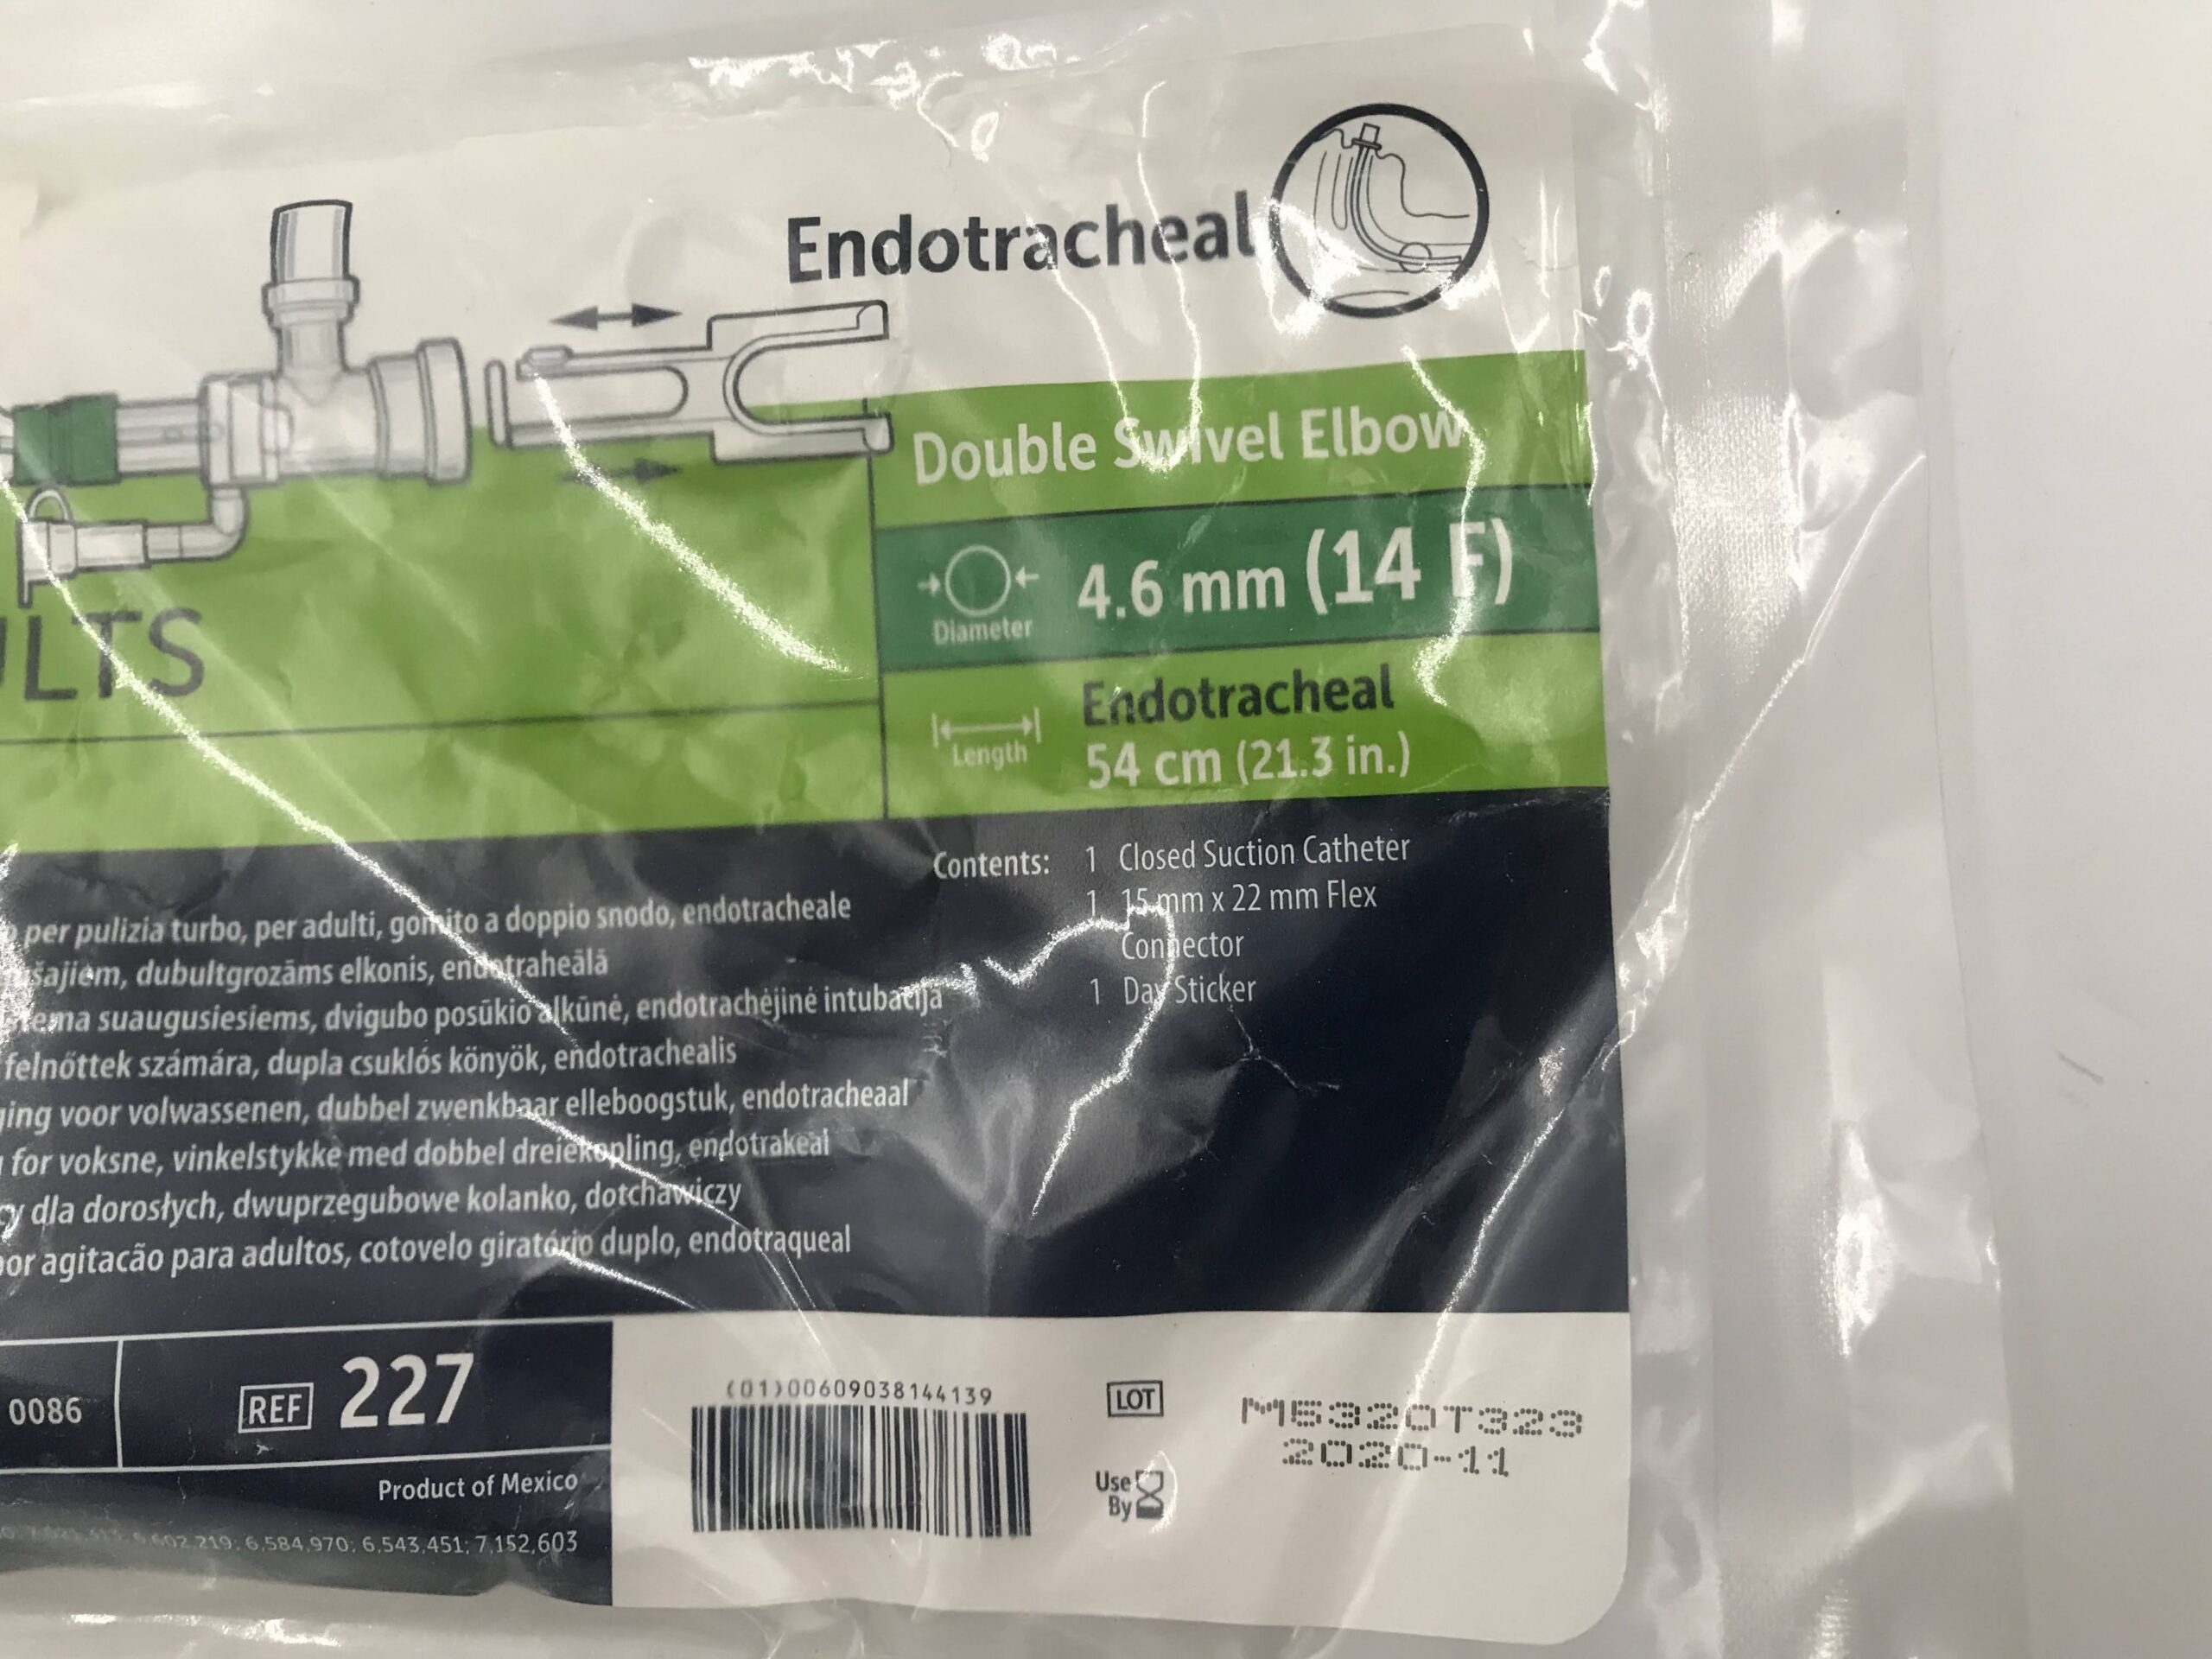 Endotracheal
Double Swivel Elbow
Diameter
4.6 mm (14 F)
Length
Endotracheal
54 cm (21.3 in.)
ULTS
Contents: 1 Closed Suction Catheter
1 15 mm x 22 mm Flex
Connector
1 Day Sticker
per pulizia turbo, per adulti, gomito a doppio snodo, endotracheale
šajiem, dubultgrozāms elkonis, endotraheālā
suaugusiesiems, dvigubo posūkio alkūnė, endotrachėjinė intubacija
felnőttek számára, dupla csuklós könyök, endotrachealis
ging voor volwassenen, dubbel zwenkbaar elleboogstuk, endotracheaal
for voksne, vinkelstykke med dobbel dreiekopling, endotrakeal
cy dla dorosłych, dwuprzegubowe kolanko, dotchawiczy
por agitacão para adultos, cotovelo giratório duplo, endotraqueal
0086
REF 227
Product of Mexico
6,584,970; 6,543,451; 7,152,603
(01)00609038144139
LOT M5320T323
Use By 2020-11